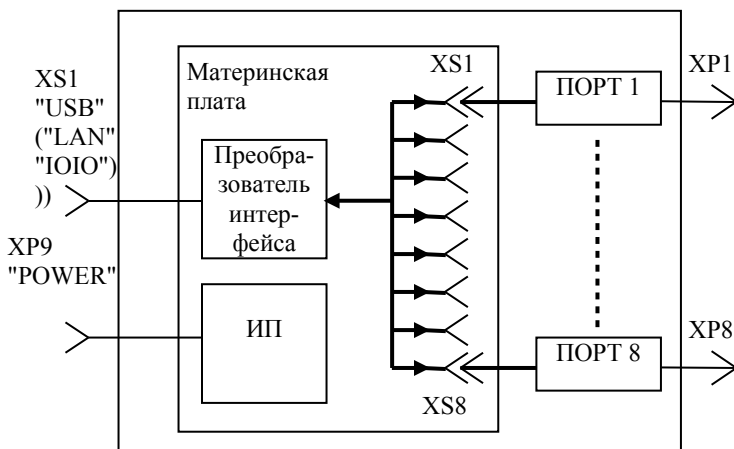 XS1
"USB"
("LAN"
"IOIO")
))
XP9
"POWER"
Материнская
плата
Преобра-
зователь
интер-
фейса
ИП
XS1
XS8
ПОРТ 1
ПОРТ 8
XP1
XP8